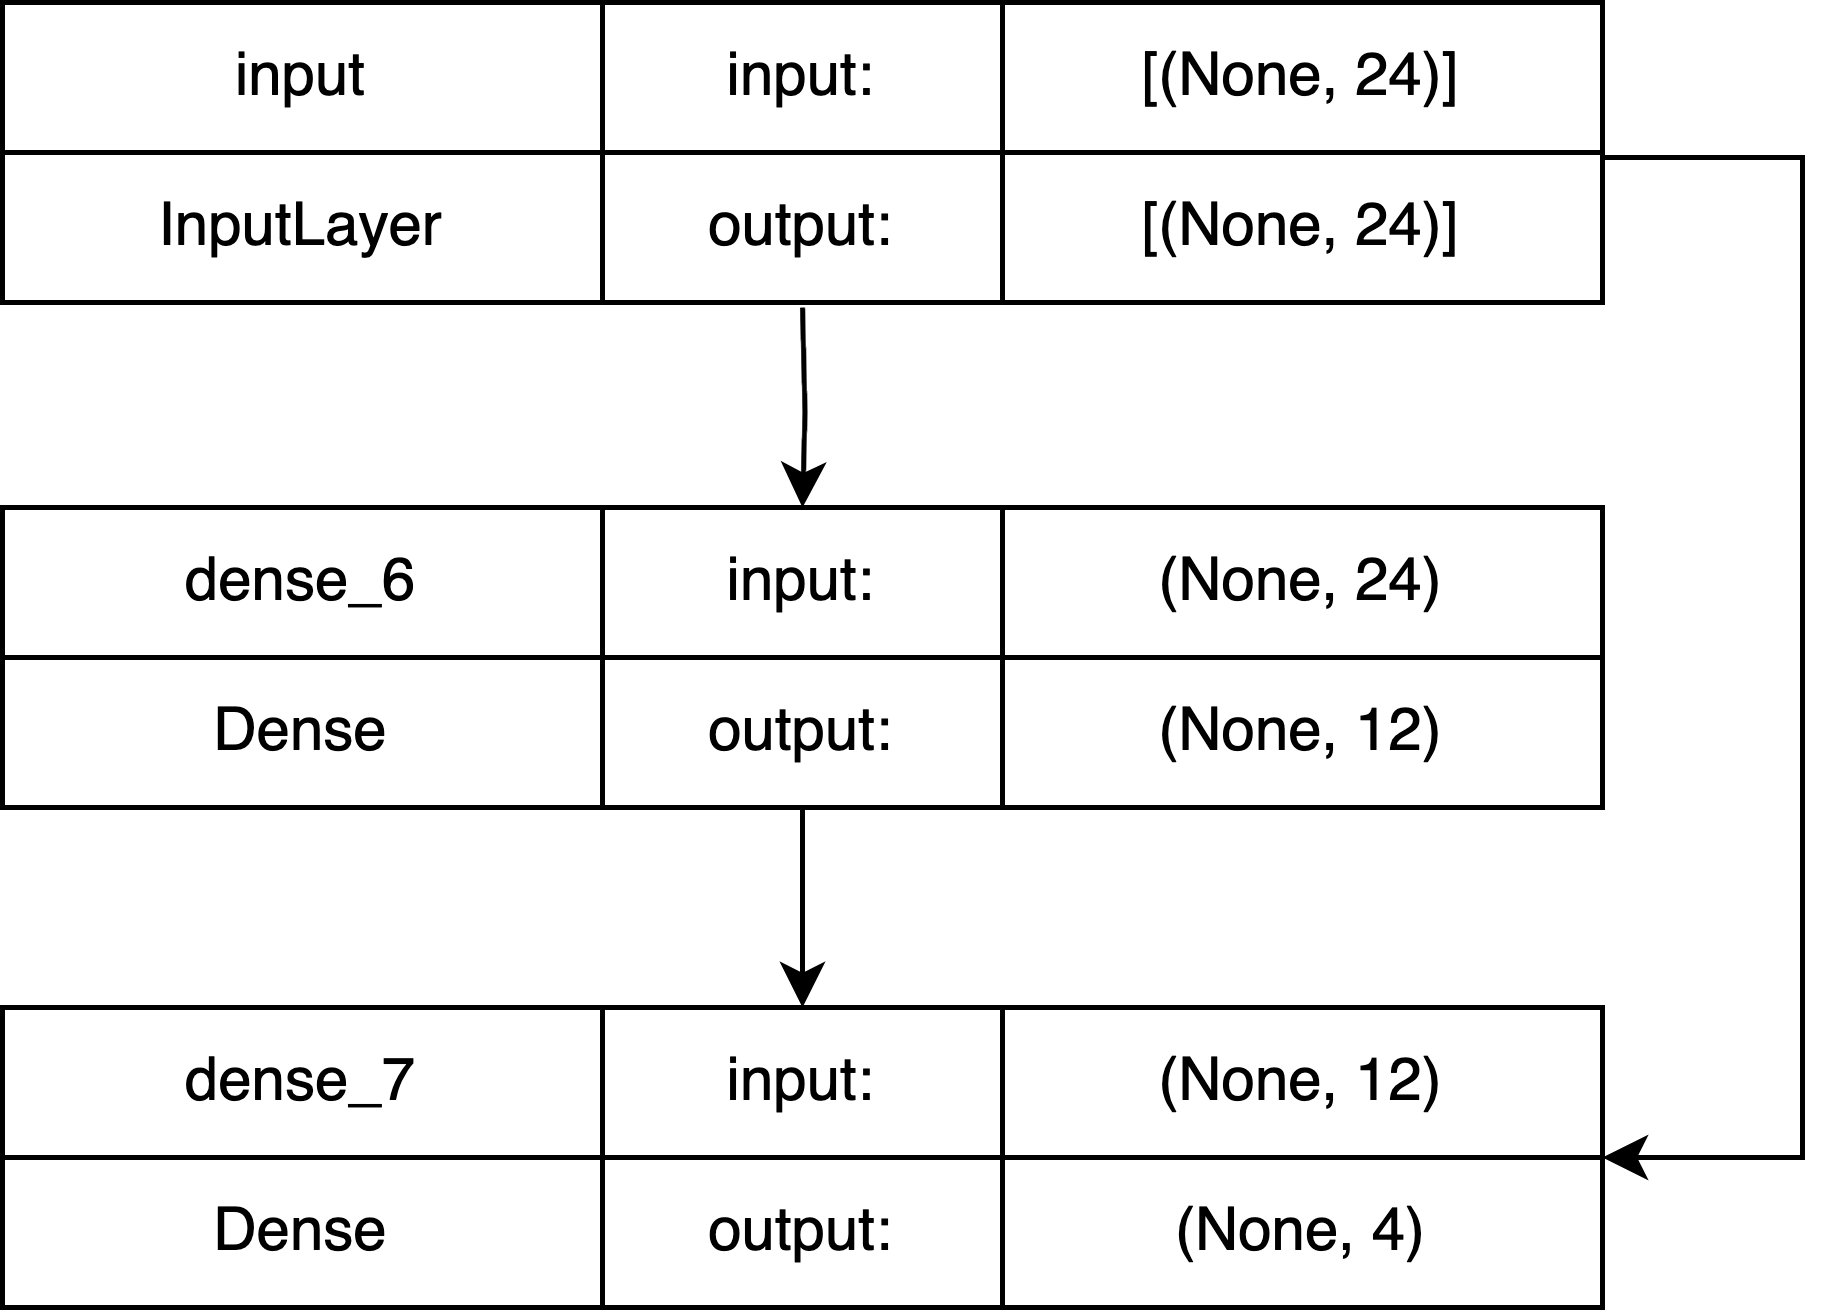 input input: [(None, 24)]
InputLayer output: [(None, 24)]
dense_6 input: (None, 24)
Dense output: (None, 12)
dense_7 input: (None, 12)
Dense output: (None, 4)